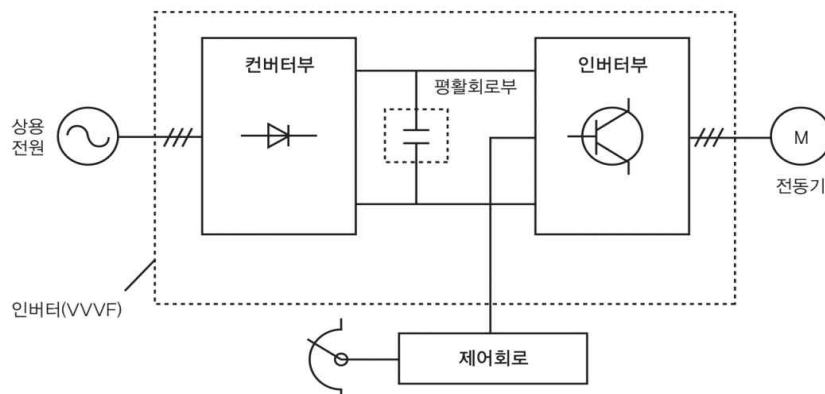 컨버터부
인버터부
평활회로부
상용
전원
M
전동기
인버터(VVVF)
제어회로